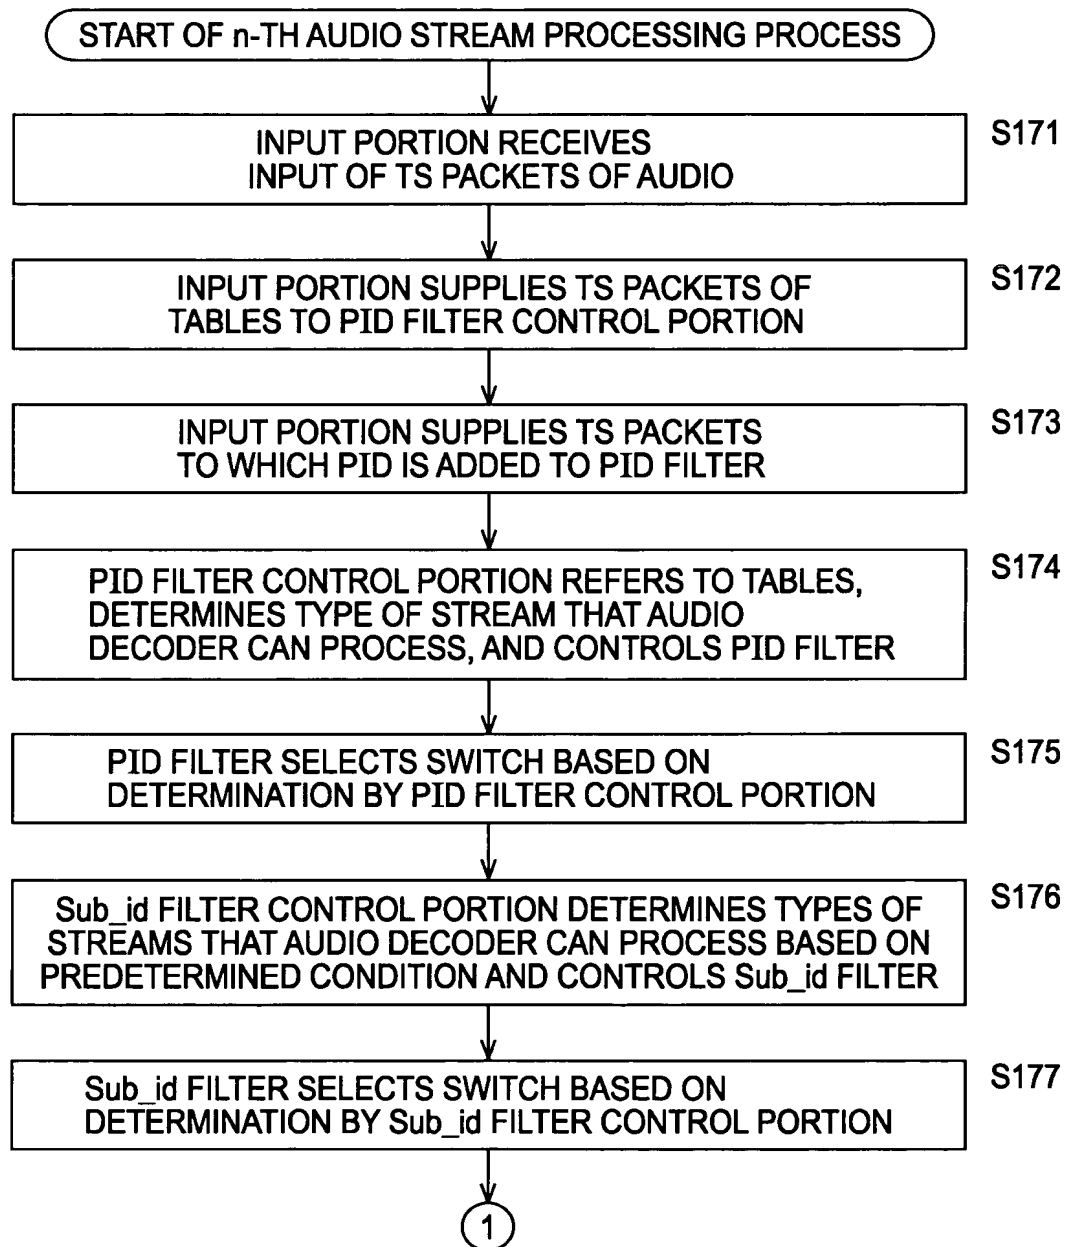 START OF n-TH AUDIO STREAM PROCESSING PROCESS
S171
INPUT PORTION RECEIVES
INPUT OF TS PACKETS OF AUDIO
S172
INPUT PORTION SUPPLIES TS PACKETS OF
TABLES TO PID FILTER CONTROL PORTION
S173
INPUT PORTION SUPPLIES TS PACKETS
TO WHICH PID IS ADDED TO PID FILTER
S174
PID FILTER CONTROL PORTION REFERS TO TABLES,
DETERMINES TYPE OF STREAM THAT AUDIO
DECODER CAN PROCESS, AND CONTROLS PID FILTER
S175
PID FILTER SELECTS SWITCH BASED ON
DETERMINATION BY PID FILTER CONTROL PORTION
S176
Sub_id FILTER CONTROL PORTION DETERMINES TYPES OF
STREAMS THAT AUDIO DECODER CAN PROCESS BASED ON
PREDETERMINED CONDITION AND CONTROLS Sub_id FILTER
S177
Sub_id FILTER SELECTS SWITCH BASED ON
DETERMINATION BY Sub_id FILTER CONTROL PORTION
1